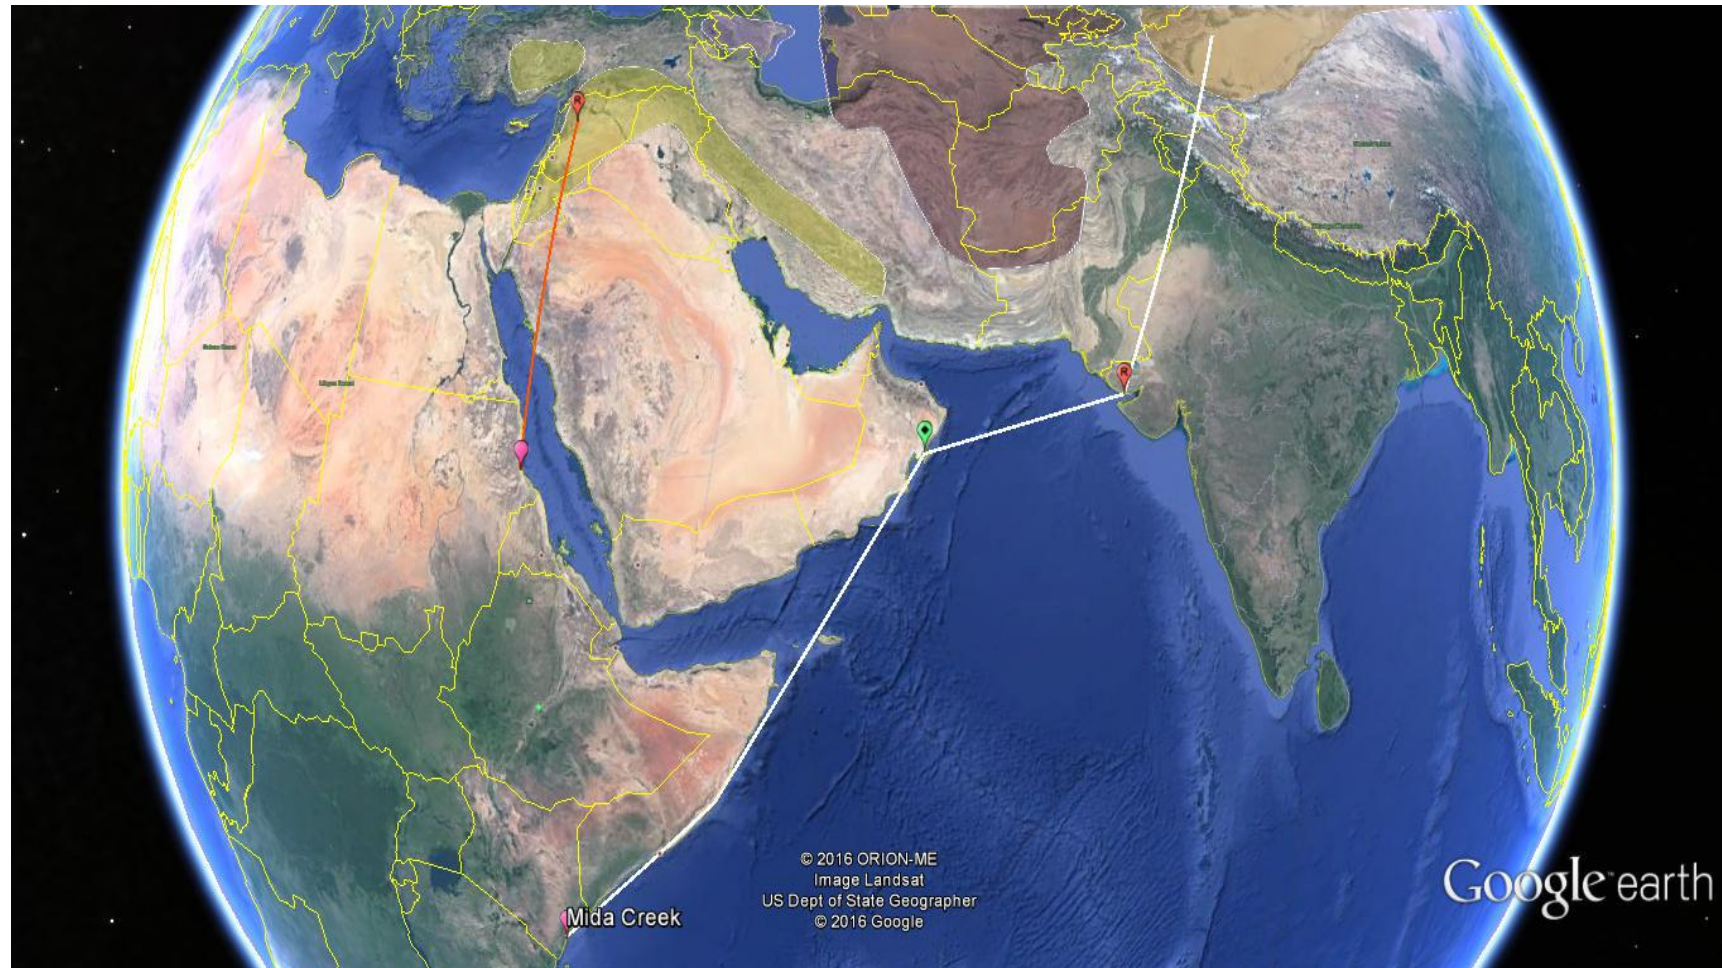 R
R
Mida Creek
© 2016 ORION-ME
Image Landsat
US Dept of State Geographer
© 2016 Google
Google earth